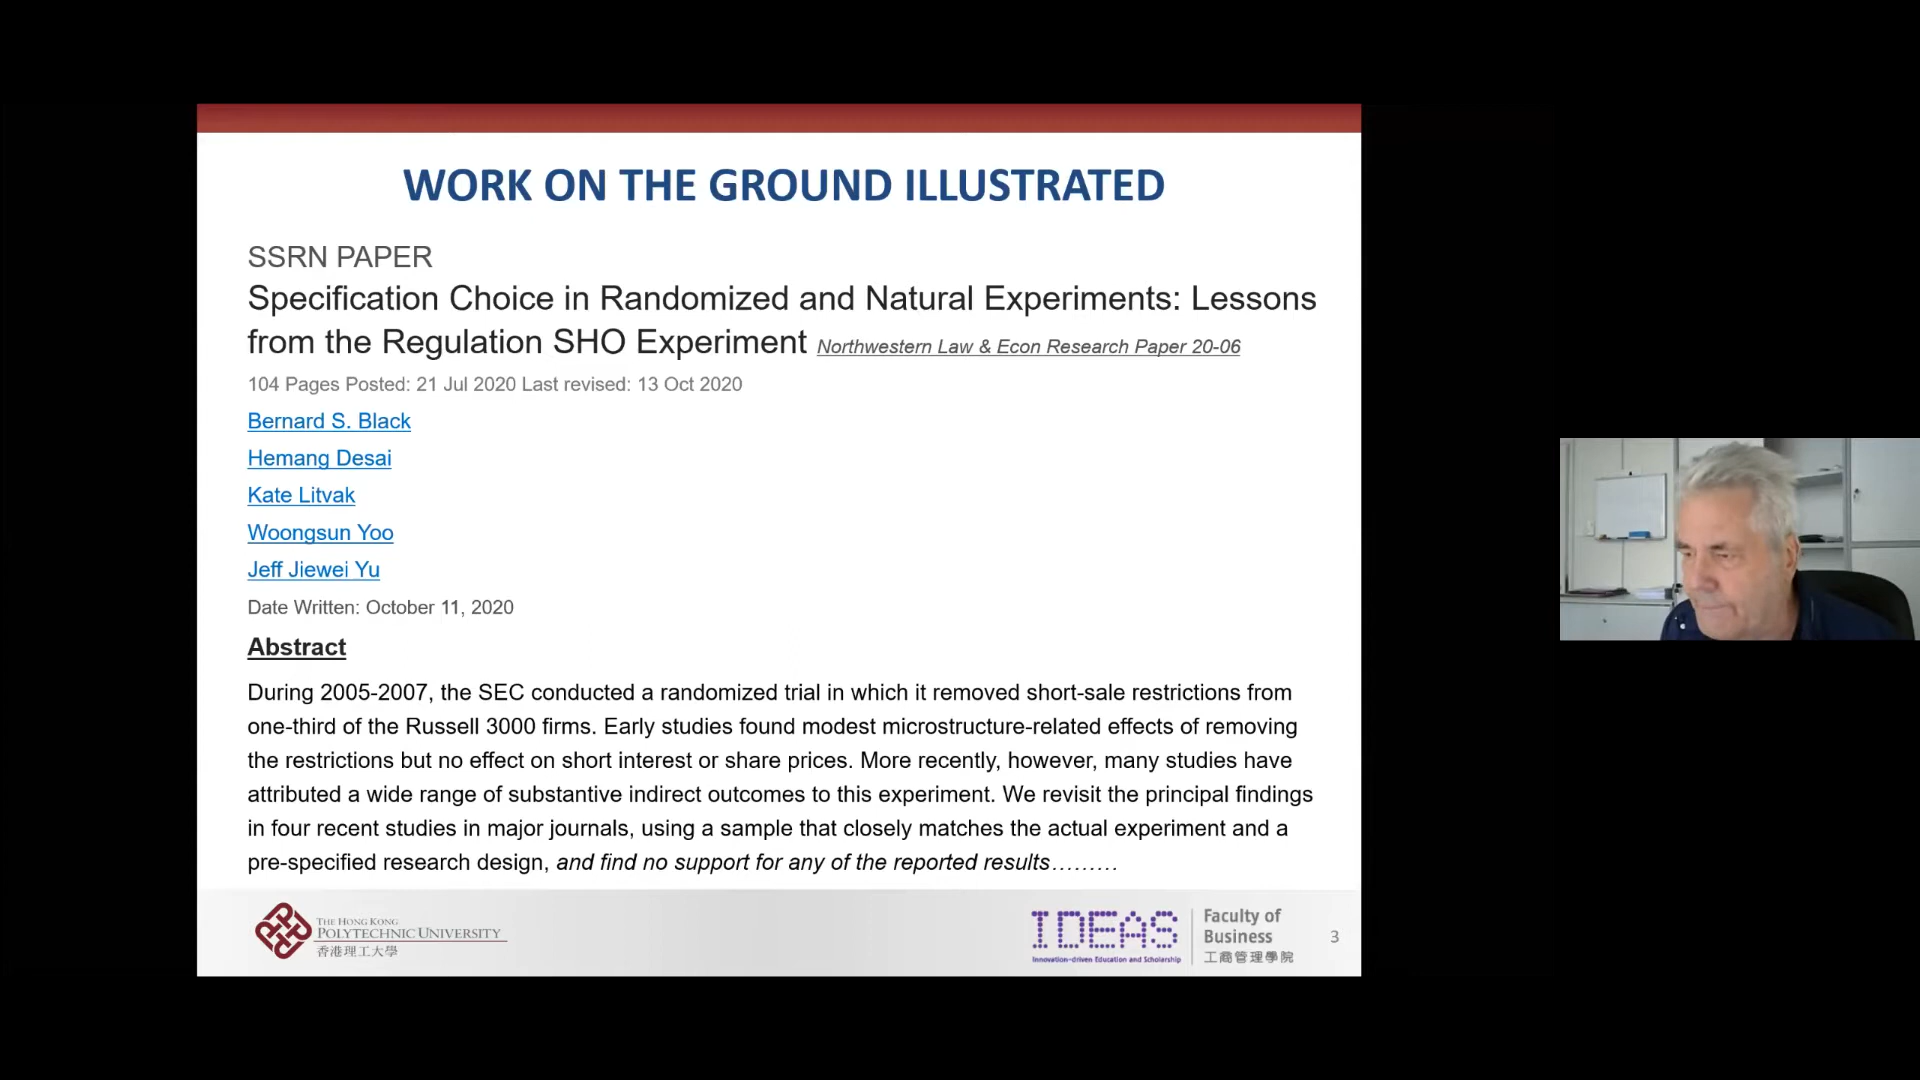 WORK ON THE GROUND ILLUSTRATED
SSRN PAPER
Specification Choice in Randomized and Natural Experiments: Lessons
from the Regulation SHO Experiment Northwestern Law & Econ Research Paper 20-06
104 Pages Posted: 21 Jul 2020 Last revised: 13 Oct 2020
Bernard S. Black
Hemang Desai
Kate Litvak
Woongsun Yoo
Jeff Jiewei Yu
Date Written: October 11, 2020
Abstract
During 2005-2007, the SEC conducted a randomized trial in which it removed short-sale restrictions from
one-third of the Russell 3000 firms. Early studies found modest microstructure-related effects of removing
the restrictions but no effect on short interest or share prices. More recently, however, many studies have
attributed a wide range of substantive indirect outcomes to this experiment. We revisit the principal findings
in four recent studies in major journals, using a sample that closely matches the actual experiment and a
pre-specified research design, and find no support for any of the reported results………
THE HONG KONG
POLYTECHNIC UNIVERSITY
香港理工大學
IDEAS
Innovation-driven Education and Scholarship
Faculty of
Business
工商管理學院
3